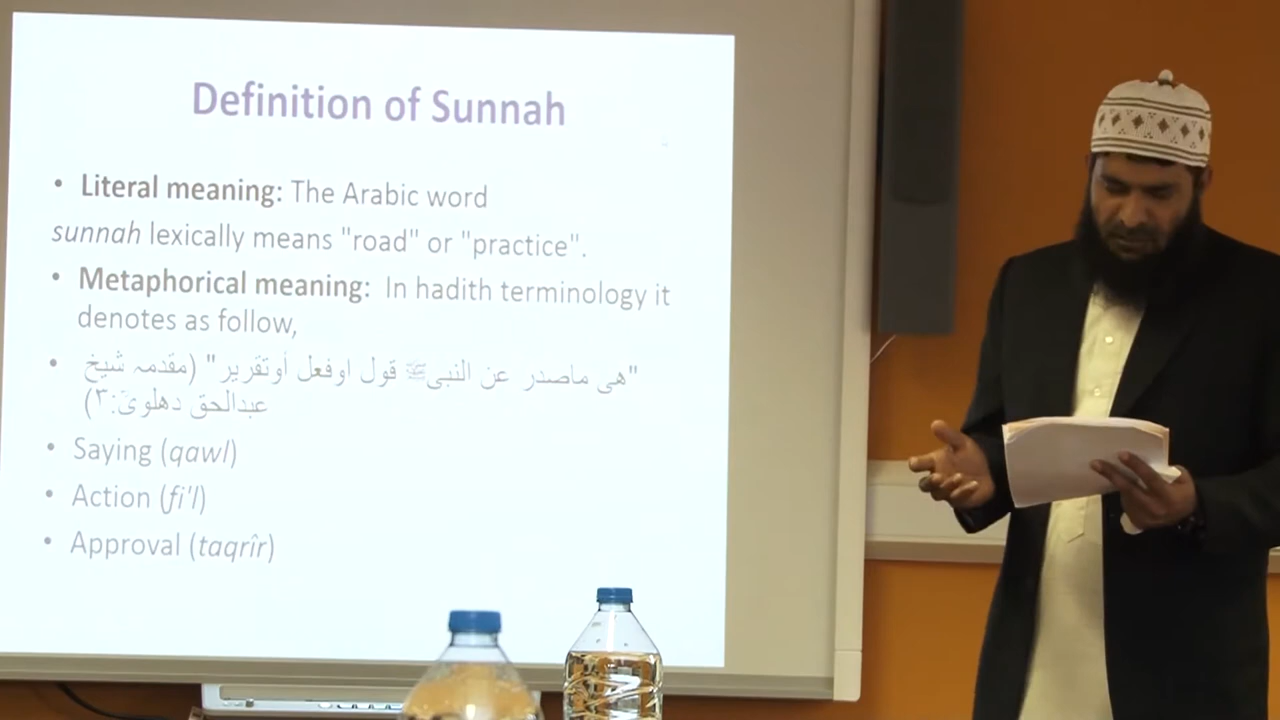 Definition of Sunnah
• Literal meaning: The Arabic word
sunnah lexically means "road" or "practice".
• Metaphorical meaning: In hadith terminology it
denotes as follow,
• "هی ماصدر عن النبیﷺ قول اوفعل أوتقریر" (مقدمہ شیخ
عبدالحق دهلویؒ:۳)
• Saying (qawl)
• Action (fi'l)
• Approval (taqrîr)